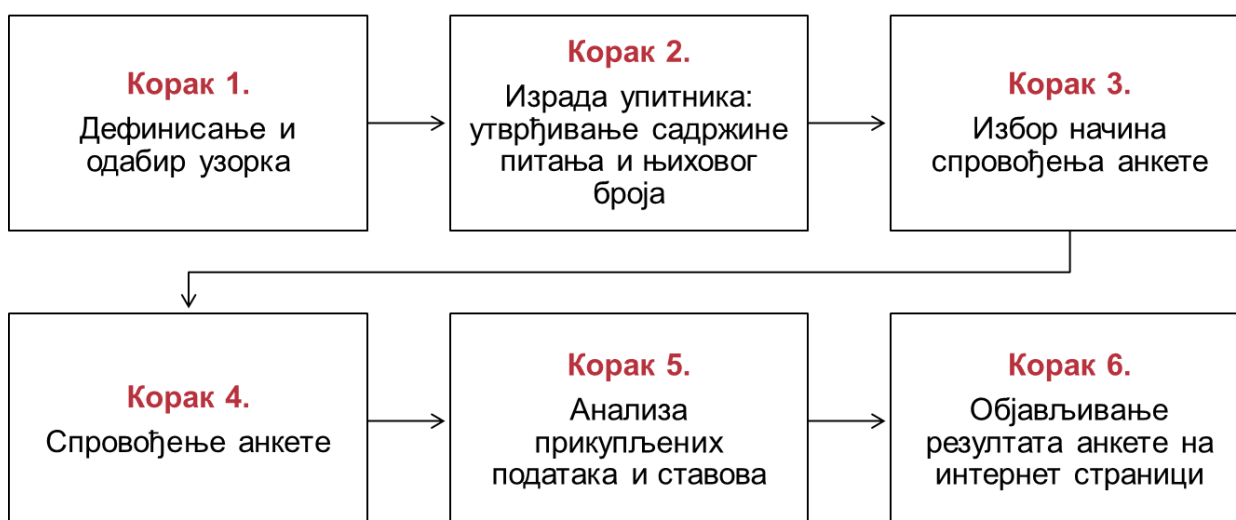 Корак 1.
Дефинисање и
одабир узорка
Корак 2.
Израда упитника:
утврђивање садржине
питања и њиховог
броја
Корак 3.
Избор начина
спровођења анкете
Корак 4.
Спровођење анкете
Корак 5.
Анализа
прикупљених
података и ставова
Корак 6.
Објављивање
резултата анкете на
интернет страници